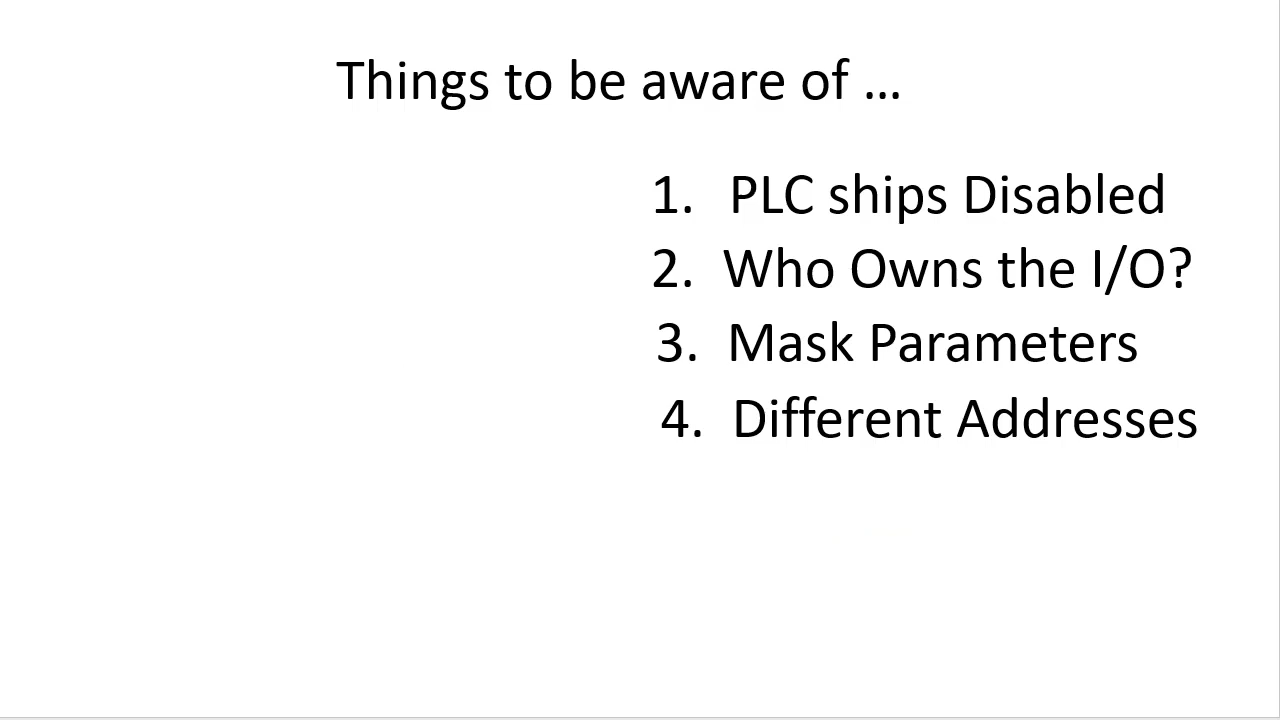 Things to be aware of ...
1. PLC ships Disabled
2. Who Owns the I/O?
3. Mask Parameters
4. Different Addresses